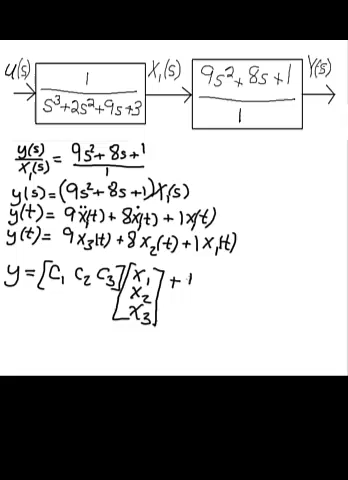 U(s) 1 / s³+2s²+9s+3 X₁(s) 9s²+8s+1 / 1 Y(s)
y(s)/X₁(s) = 9s²+8s+1 / 1
y(s)=(9s²+8s+1)X₁(s)
y(t) = 9ẍ(t) + 8ẋ(t) + 1x(t)
y(t) = 9x₃(t) + 8x₂(t) + 1x₁(t)
y = [C₁ C₂ C₃][x₁ x₂ x₃] +